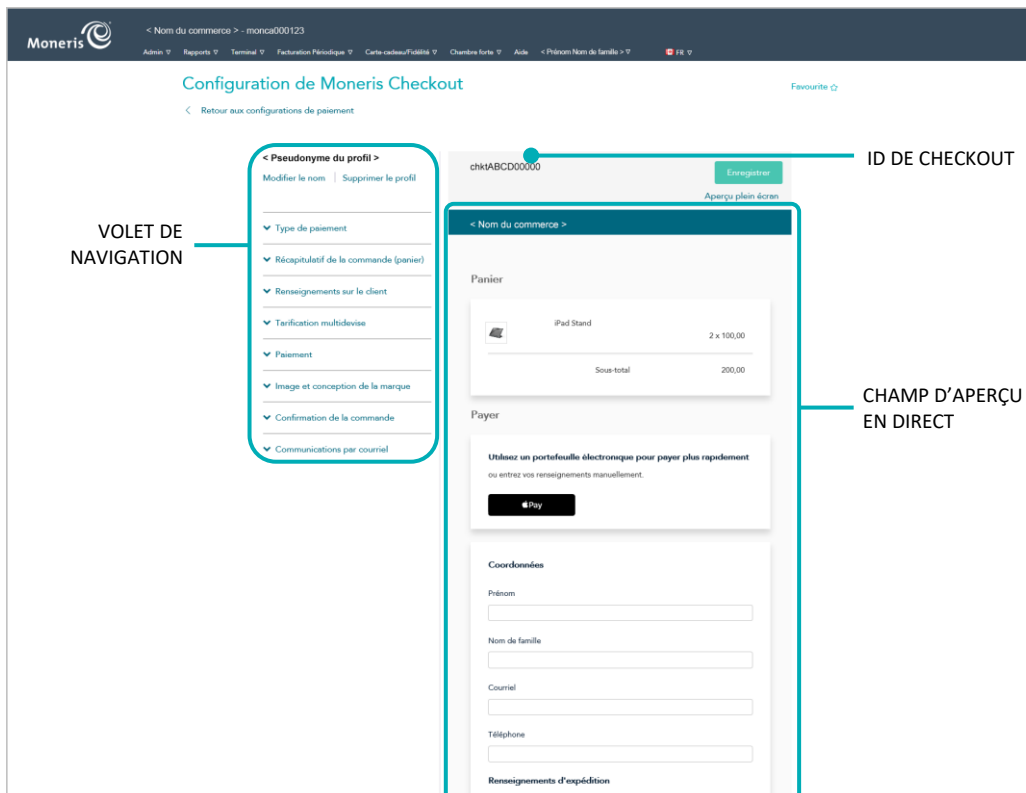 Moneris
< Nom du commerce > - monca000123
Admin ▽ Rapports ▽ Terminal ▽ Facturation Périodique ▽ Carte-cadeau/Fidélité ▽ Chambre forte ▽ Aide < Prénom Nom de famille > ▽ FR ▽
Configuration de Moneris Checkout
Favourite ☆
< Retour aux configurations de paiement
VOLET DE
NAVIGATION
< Pseudonyme du profil >
Modifier le nom | Supprimer le profil
Type de paiement
Récapitulatif de la commande (panier)
Renseignements sur le client
Tarification multidevise
Paiement
Image et conception de la marque
Confirmation de la commande
Communications par courriel
chktABCD00000
ID DE CHECKOUT
Enregistrer
Aperçu plein écran
< Nom du commerce >
Panier
iPad Stand
2 x 100,00
Sous-total 200,00
CHAMP D'APERÇU
EN DIRECT
Payer
Utilisez un portefeuille électronique pour payer plus rapidement
ou entrez vos renseignements manuellement.
Pay
Coordonnées
Prénom
Nom de famille
Courriel
Téléphone
Renseignements d'expédition